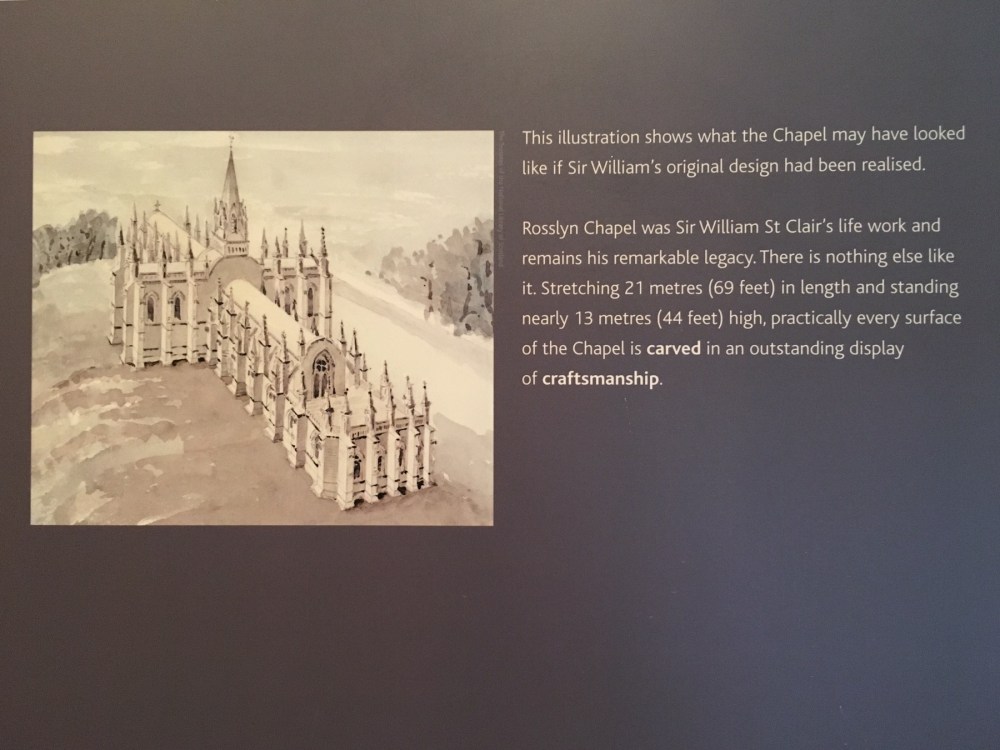 This illustration shows what the Chapel may have looked
like if Sir William's original design had been realised.
Rosslyn Chapel was Sir William St Clair's life work and
remains his remarkable legacy. There is nothing else like
it. Stretching 21 metres (69 feet) in length and standing
nearly 13 metres (44 feet) high, practically every surface
of the Chapel is carved in an outstanding display
of craftsmanship.